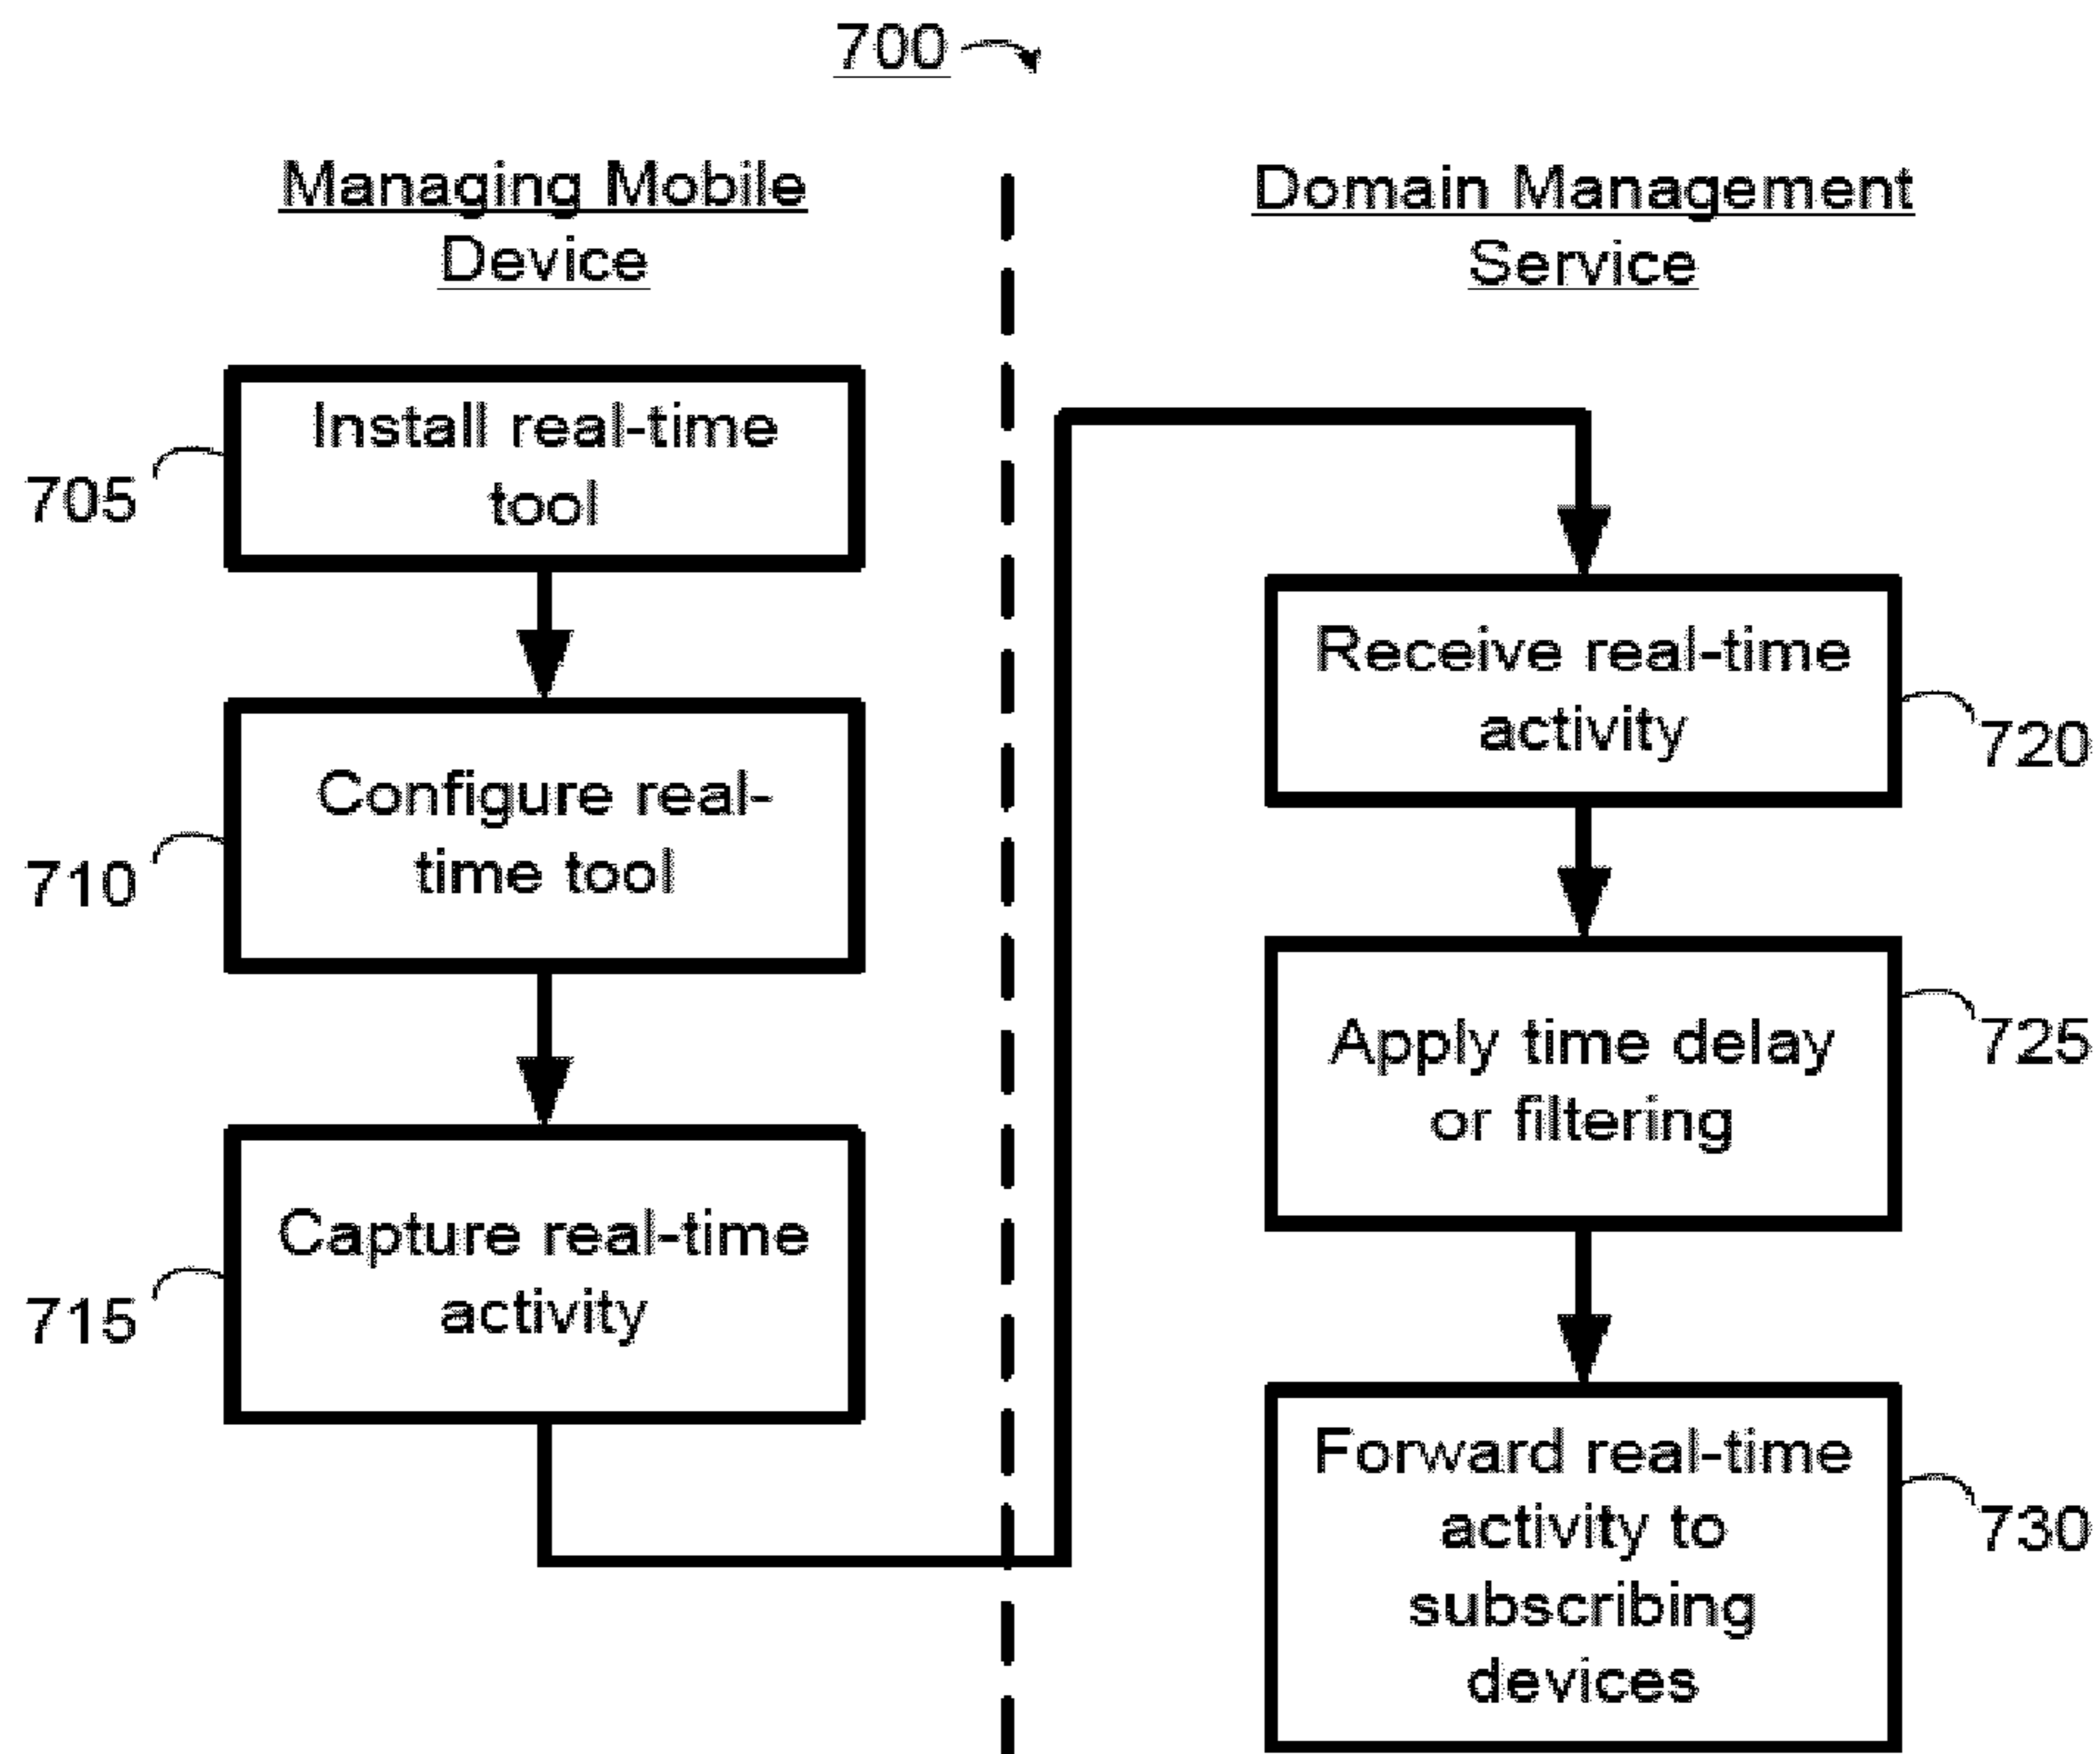 700
Managing Mobile
Device
Install real-time
tool
705
Configure real-
time tool
710
Capture real-time
activity
715
Domain Management
Service
Receive real-time
activity
720
Apply time delay
or filtering
725
Forward real-time
activity to
subscribing
devices
730